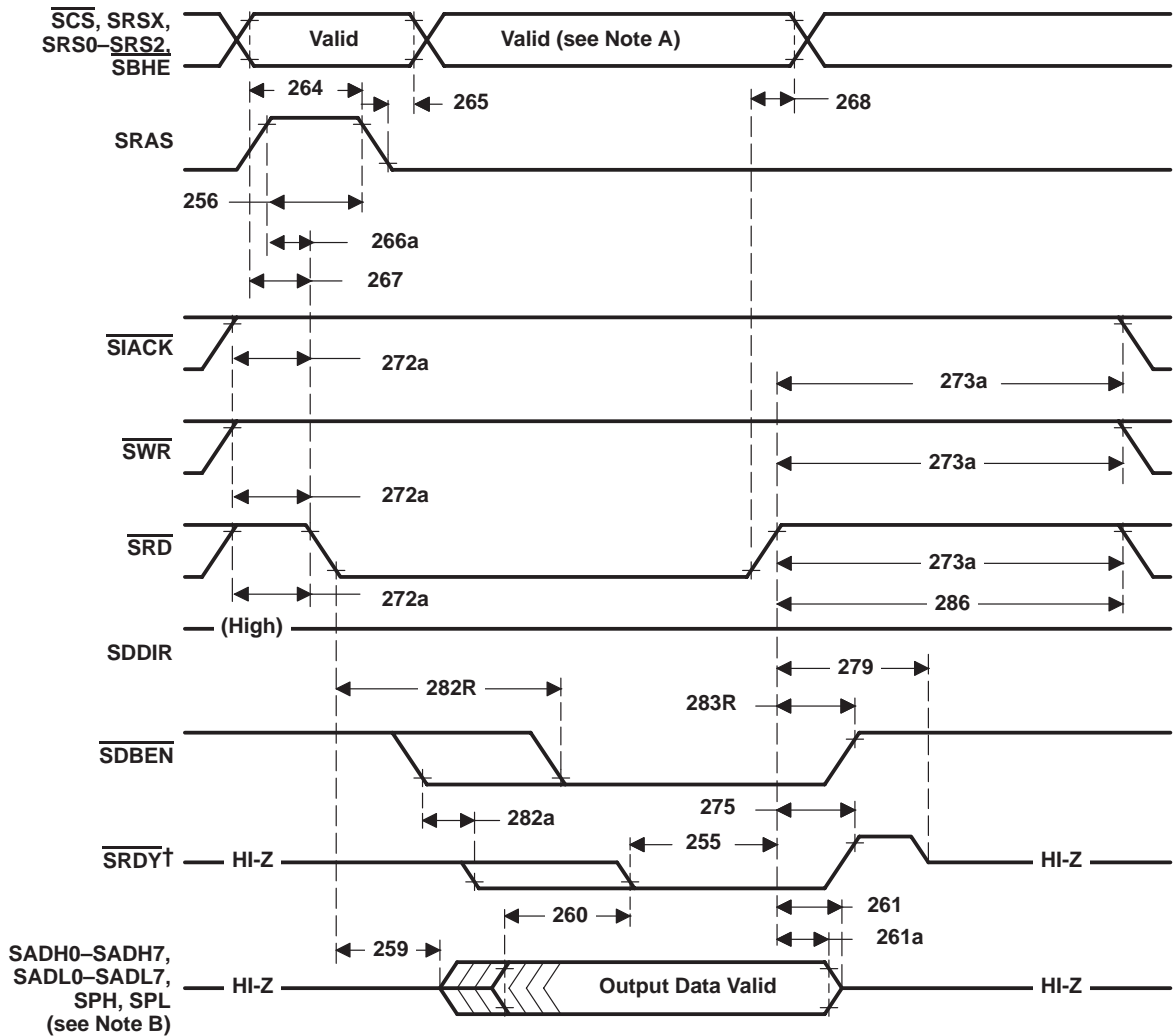 SCS, SRSX,
SRS0–SRS2,
SBHE
Valid
Valid (see Note A)
264
265
268
SRAS
256
266a
267
SIACK
272a
273a
SWR
272a
273a
SRD
272a
273a
286
(High)
SDDIR
279
282R
283R
SDBEN
282a
275
255
SRDY†
HI-Z
HI-Z
260
261
261a
259
SADH0–SADH7,
SADL0–SADL7,
SPH, SPL
(see Note B)
HI-Z
Output Data Valid
HI-Z